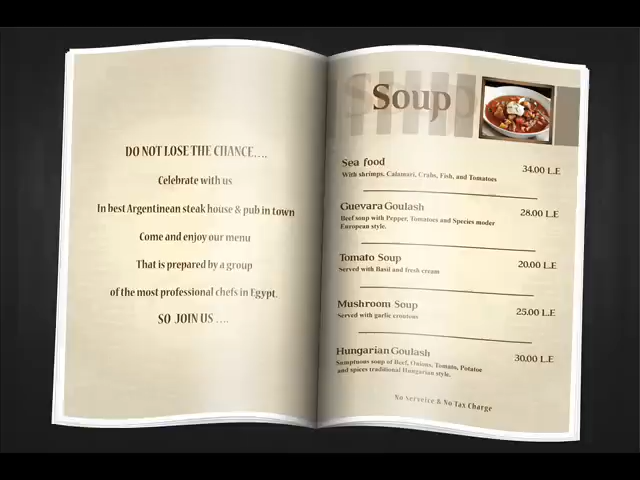 DO NOT LOSE THE CHANCE....
Celebrate with us
In best Argentinean steak house & pub in town
Come and enjoy our menu
That is prepared by a group
of the most professional chefs in Egypt.
SO JOIN US ....
Soup
Sea food 34.00 L.E
With shrimps, Calamari, Crabs, Fish, and Tomatoes
Guevara Goulash 28.00 L.E
Beef soup with Pepper, Tomatoes and Species moder
European style.
Tomato Soup 20.00 L.E
Served with Basil and fresh cream
Mushroom Soup 25.00 L.E
Served with garlic croutons
Hungarian Goulash 30.00 L.E
Sumptuous soup of Beef, Onions, Tomato, Potatoe
and spices traditional Hungarian style.
No Serveice & No Tax Charge